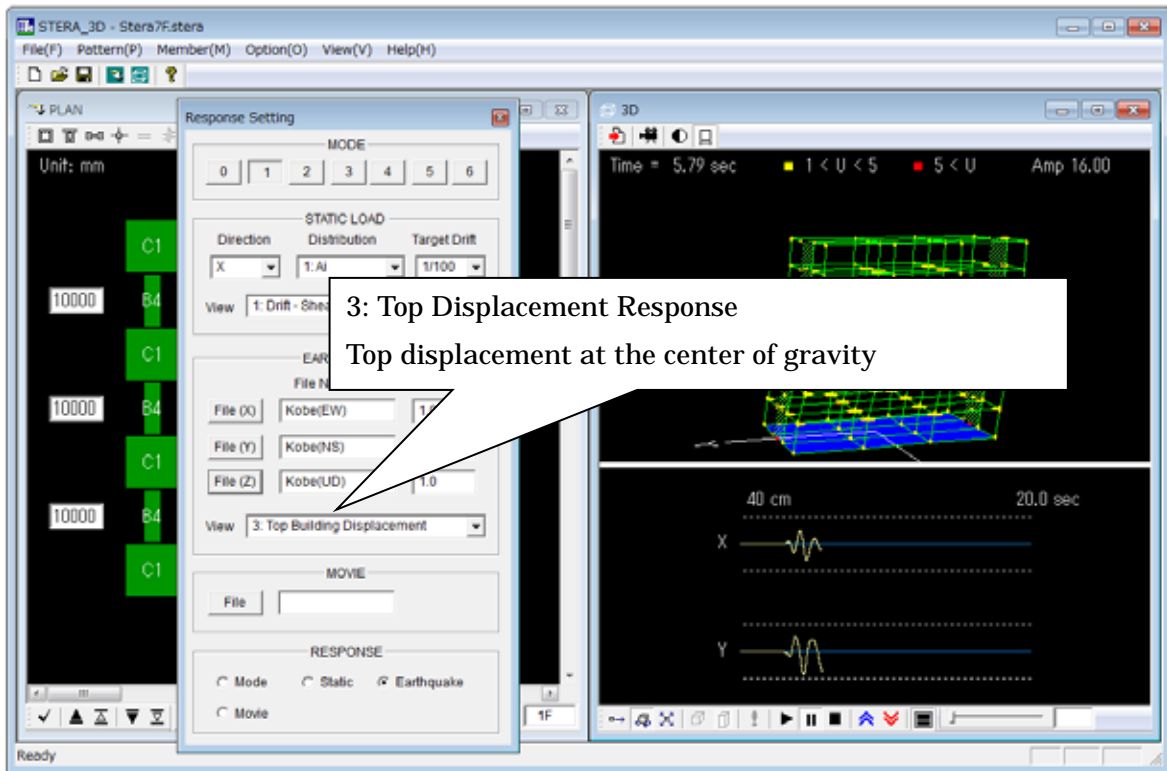 STERA_3D - Stera7F.stera
File(F) Pattern(P) Member(M) Option(O) View(V) Help(H)
PLAN
Unit: mm
C1
10000 B4
C1
10000 B4
C1
10000 B4
C1
1F
Response Setting
MODE
0 1 2 3 4 5 6
STATIC LOAD
Direction Distribution Target Drift
X 1:Ai 1/100
View 1: Drift - Shea
EAR
File N
File (X) Kobe(EW) 1.0
File (Y) Kobe(NS)
File (Z) Kobe(UD) 1.0
View 3: Top Building Displacement
MOVIE
File
RESPONSE
Mode Static Earthquake
Movie
3: Top Displacement Response
Top displacement at the center of gravity
3D
Time = 5.79 sec 1 < U < 5 5 < U Amp 16.00
40 cm 20.0 sec
X
Y
Ready